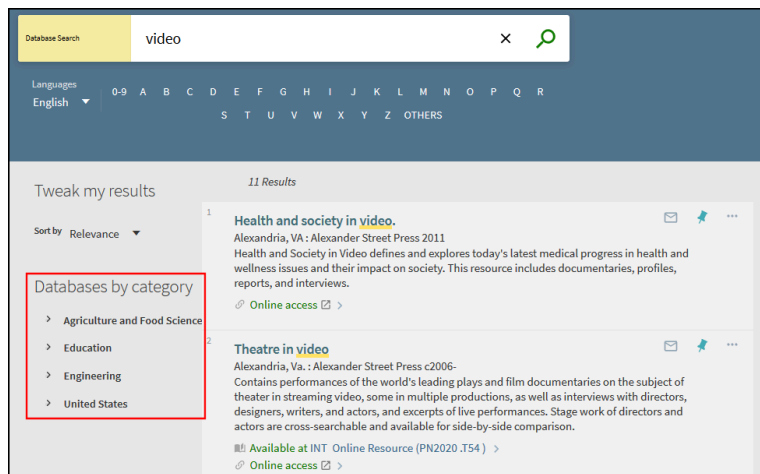 Database Search
video
Languages
English
0-9 A B C D E F G H I J K L M N O P Q R
S T U V W X Y Z OTHERS
Tweak my results
Sort by Relevance
Databases by category
Agriculture and Food Science
Education
Engineering
United States
11 Results
1
Health and society in video.
Alexandria, VA : Alexander Street Press 2011
Health and Society in Video defines and explores today's latest medical progress in health and
wellness issues and their impact on society. This resource includes documentaries, profiles,
reports, and interviews.
Online access
2
Theatre in video
Alexandria, Va. : Alexander Street Press c2006-
Contains performances of the world's leading plays and film documentaries on the subject of
theater in streaming video, some in multiple productions, as well as interviews with directors,
designers, writers, and actors, and excerpts of live performances. Stage work of directors and
actors are cross-searchable and available for side-by-side comparison.
Available at INT Online Resource (PN2020 .T54 )
Online access